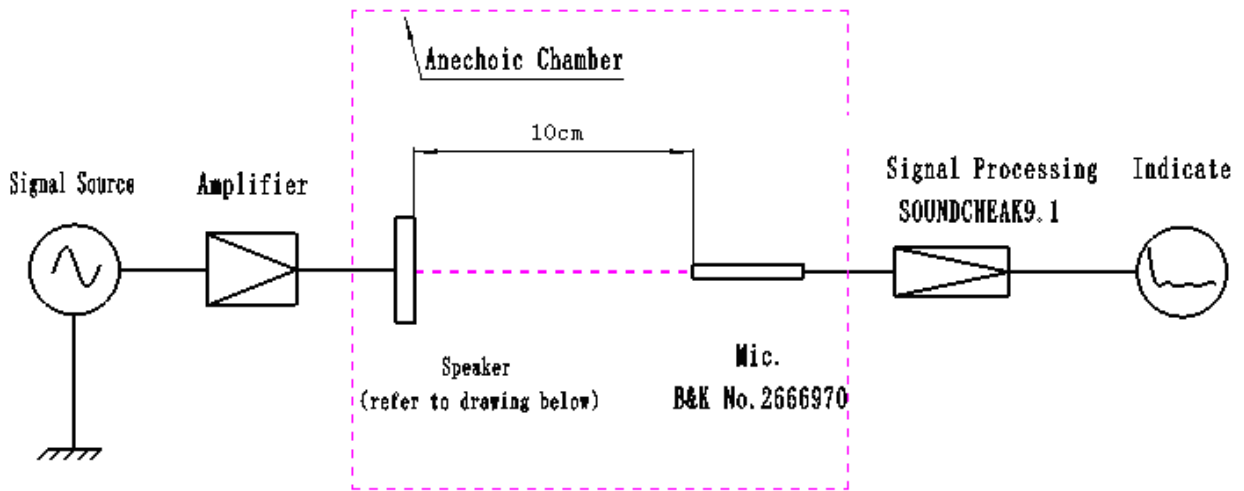 Anechoic Chamber
10cm
Signal Source
Amplifier
Signal Processing
SOUNDCHEAK9.1
Indicate
Speaker
(refer to drawing below)
Mic.
B&K No.2666970